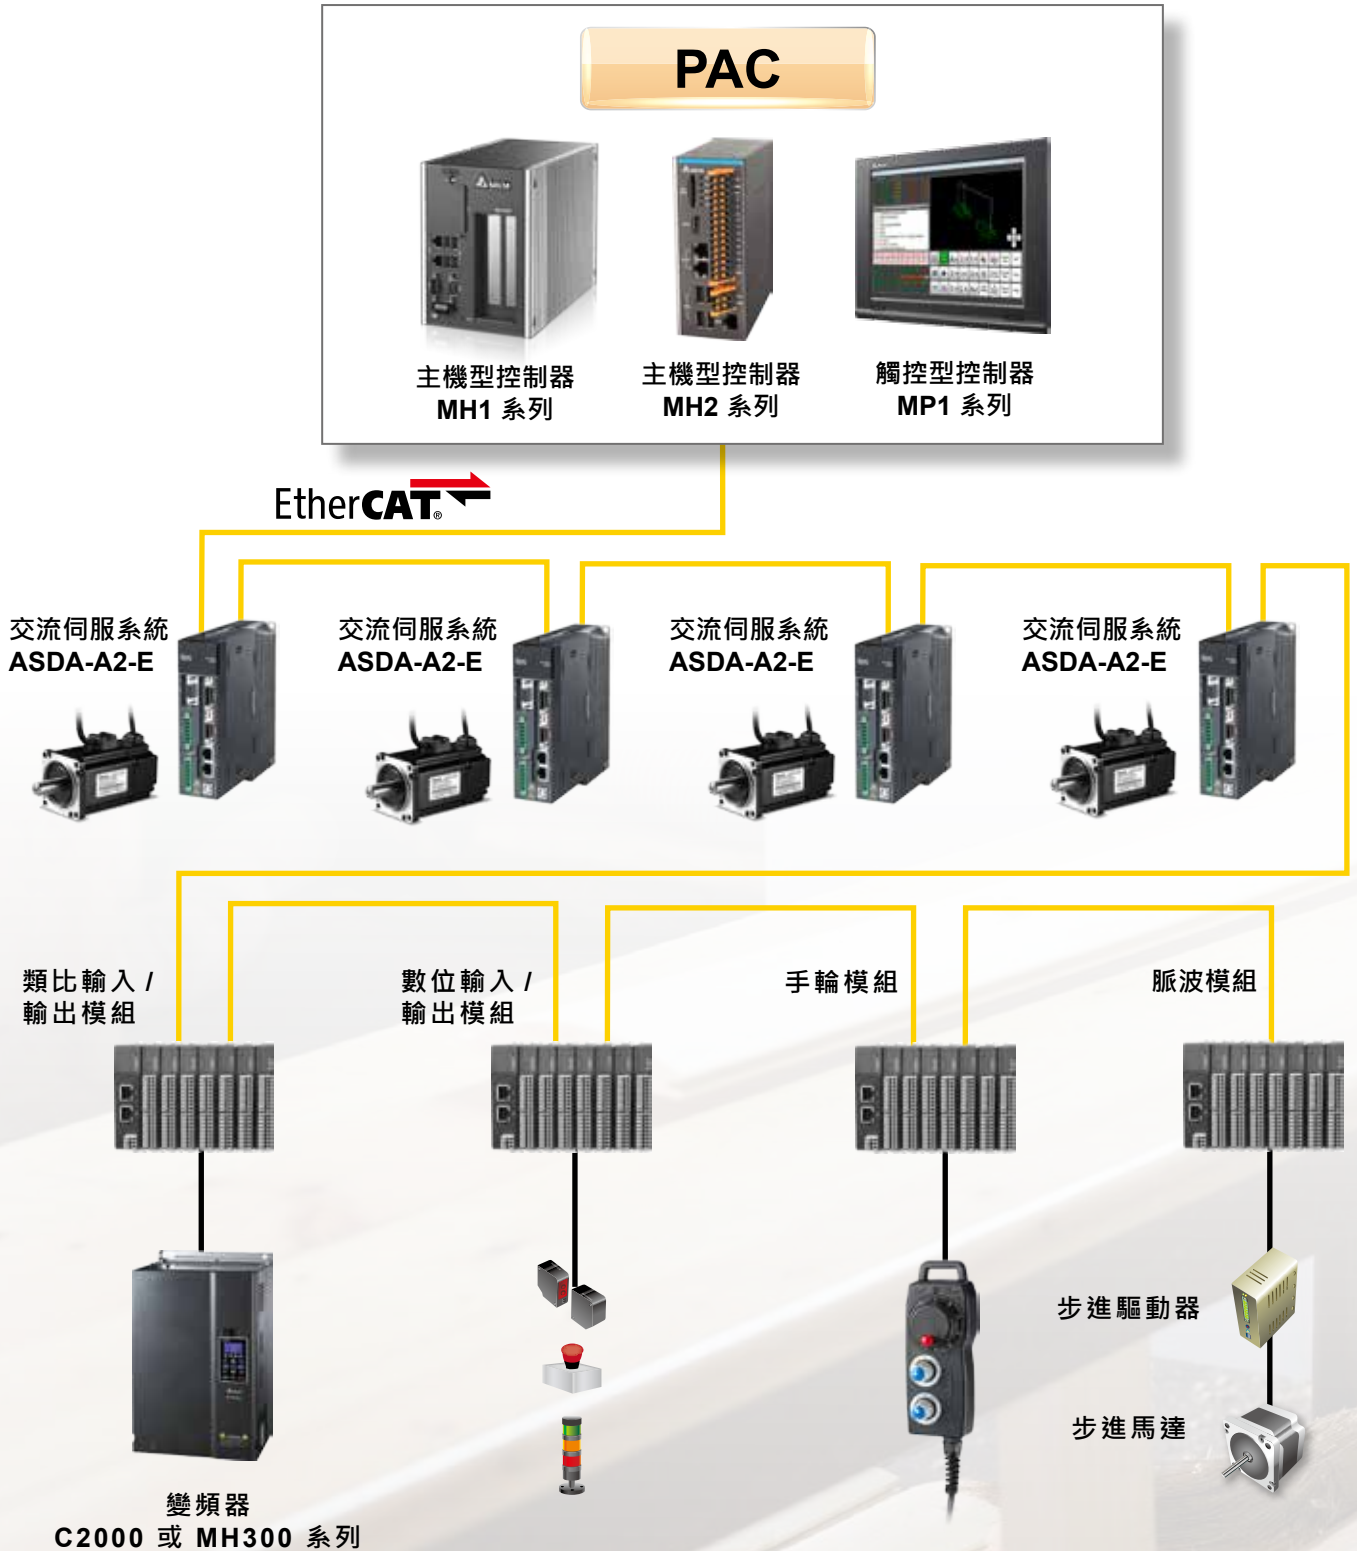 PAC
主機型控制器
MH1 系列
主機型控制器
MH2 系列
觸控型控制器
MP1 系列
EtherCAT®
交流伺服系統
ASDA-A2-E
交流伺服系統
ASDA-A2-E
交流伺服系統
ASDA-A2-E
交流伺服系統
ASDA-A2-E
類比輸入 /
輸出模組
數位輸入 /
輸出模組
手輪模組
脈波模組
步進驅動器
步進馬達
變頻器
C2000 或 MH300 系列